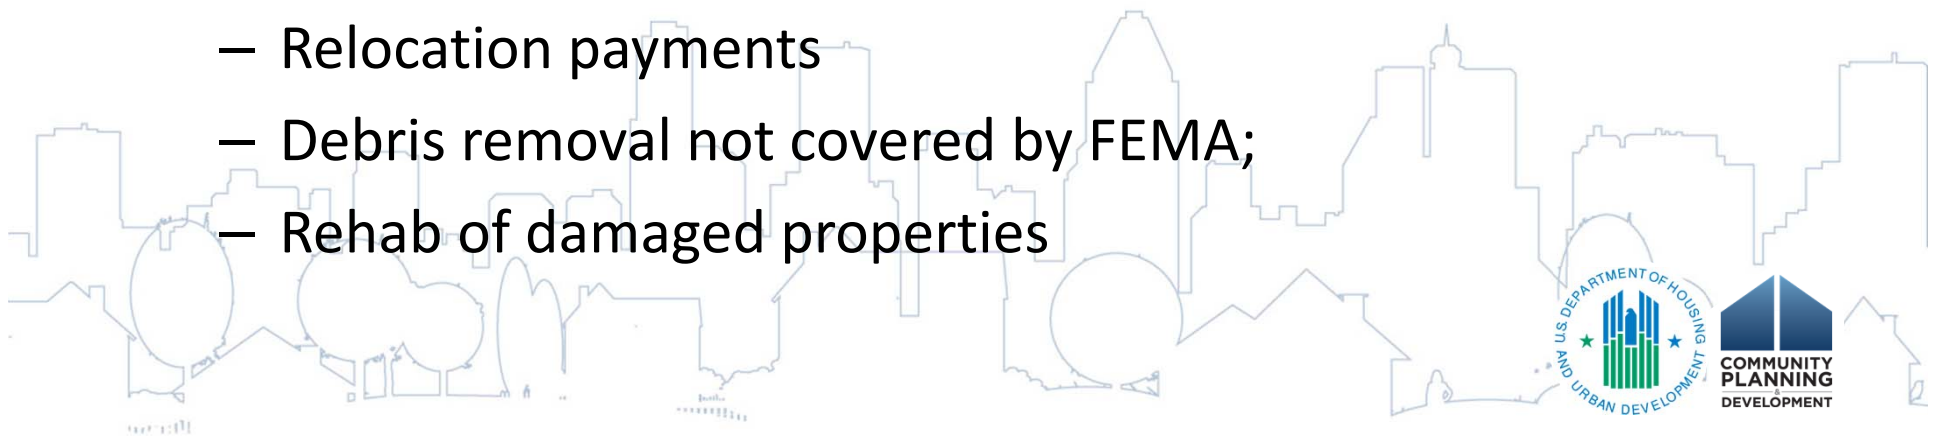 – Relocation payments
– Debris removal not covered by FEMA;
– Rehab of damaged properties
U.S. DEPARTMENT OF HOUSING AND URBAN DEVELOPMENT
COMMUNITY
PLANNING
&
DEVELOPMENT